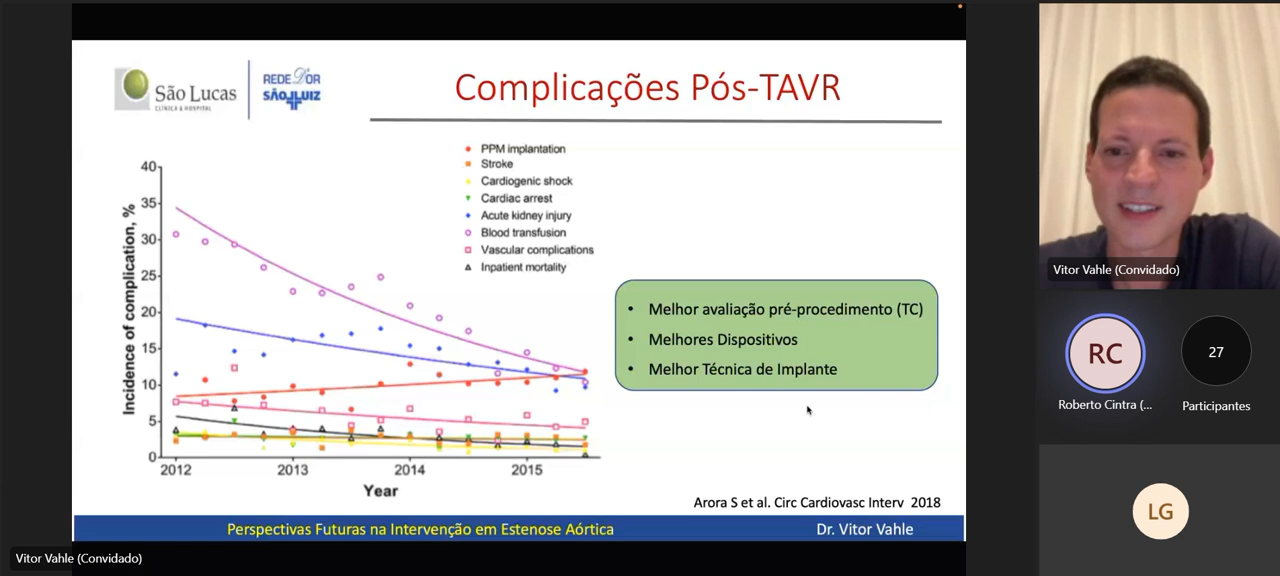 São Lucas
CLÍNICA & HOSPITAL
REDE D'OR
SÃO LUIZ
Complicações Pós-TAVR
PPM implantation
Stroke
Cardiogenic shock
Cardiac arrest
Acute kidney injury
Blood transfusion
Vascular complications
Inpatient mortality
Incidence of complication, %
40
35
30
25
20
15
10
5
0
2012 2013 2014 2015
Year
• Melhor avaliação pré-procedimento (TC)
• Melhores Dispositivos
• Melhor Técnica de Implante
Arora S et al. Circ Cardiovasc Interv 2018
Perspectivas Futuras na Intervenção em Estenose Aórtica
Dr. Vitor Vahle
Vitor Vahle (Convidado)
Vitor Vahle (Convidado)
RC
Roberto Cintra (...
27
Participantes
LG